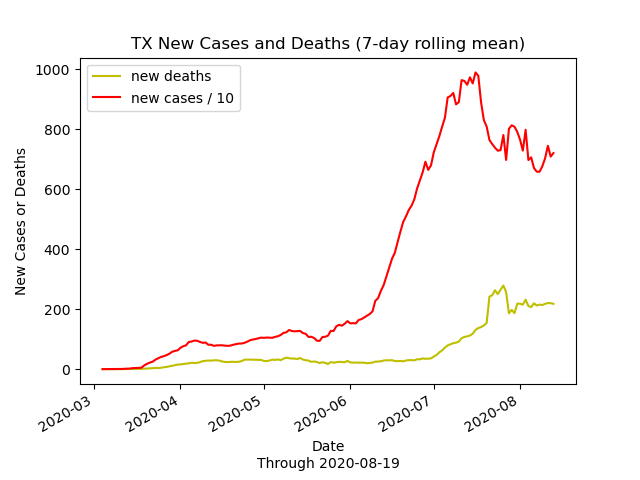 TX New Cases and Deaths (7-day rolling mean)
new deaths
new cases / 10
1000
800
600
400
200
0
New Cases or Deaths
2020-03
2020-04
2020-05
2020-06
2020-07
2020-08
Date
Through 2020-08-19